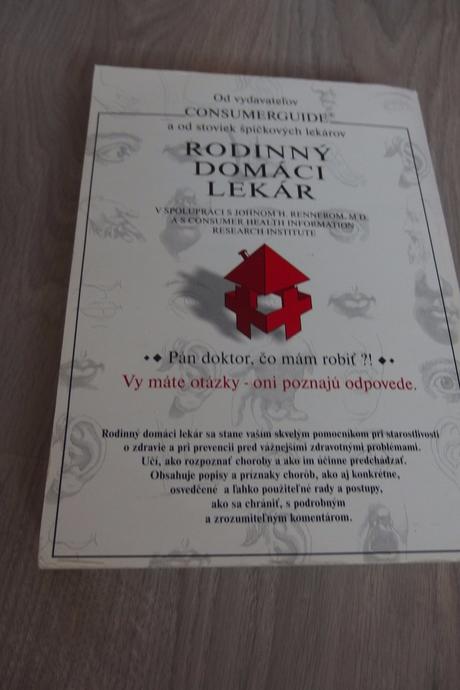 Od vydavateľov
CONSUMERGUIDE®
a od stoviek špičkových lekárov
RODINNÝ
DOMÁCI
LEKÁR
V SPOLUPRÁCI S JOHNOM H. RENNEROM, M.D.
A S CONSUMER HEALTH INFORMATION
RESEARCH INSTITUTE
Pán doktor, čo mám robiť ?!
Vy máte otázky - oni poznajú odpovede.
Rodinný domáci lekár sa stane vaším skvelým pomocníkom pri starostlivosti
o zdravie a pri prevencii pred vážnejšími zdravotnými problémami.
Učí, ako rozpoznať choroby a ako im účinne predchádzať.
Obsahuje popisy a príznaky chorôb, ako aj konkrétne,
osvedčené a ľahko použiteľné rady a postupy,
ako sa chrániť, s podrobným
a zrozumiteľným komentárom.